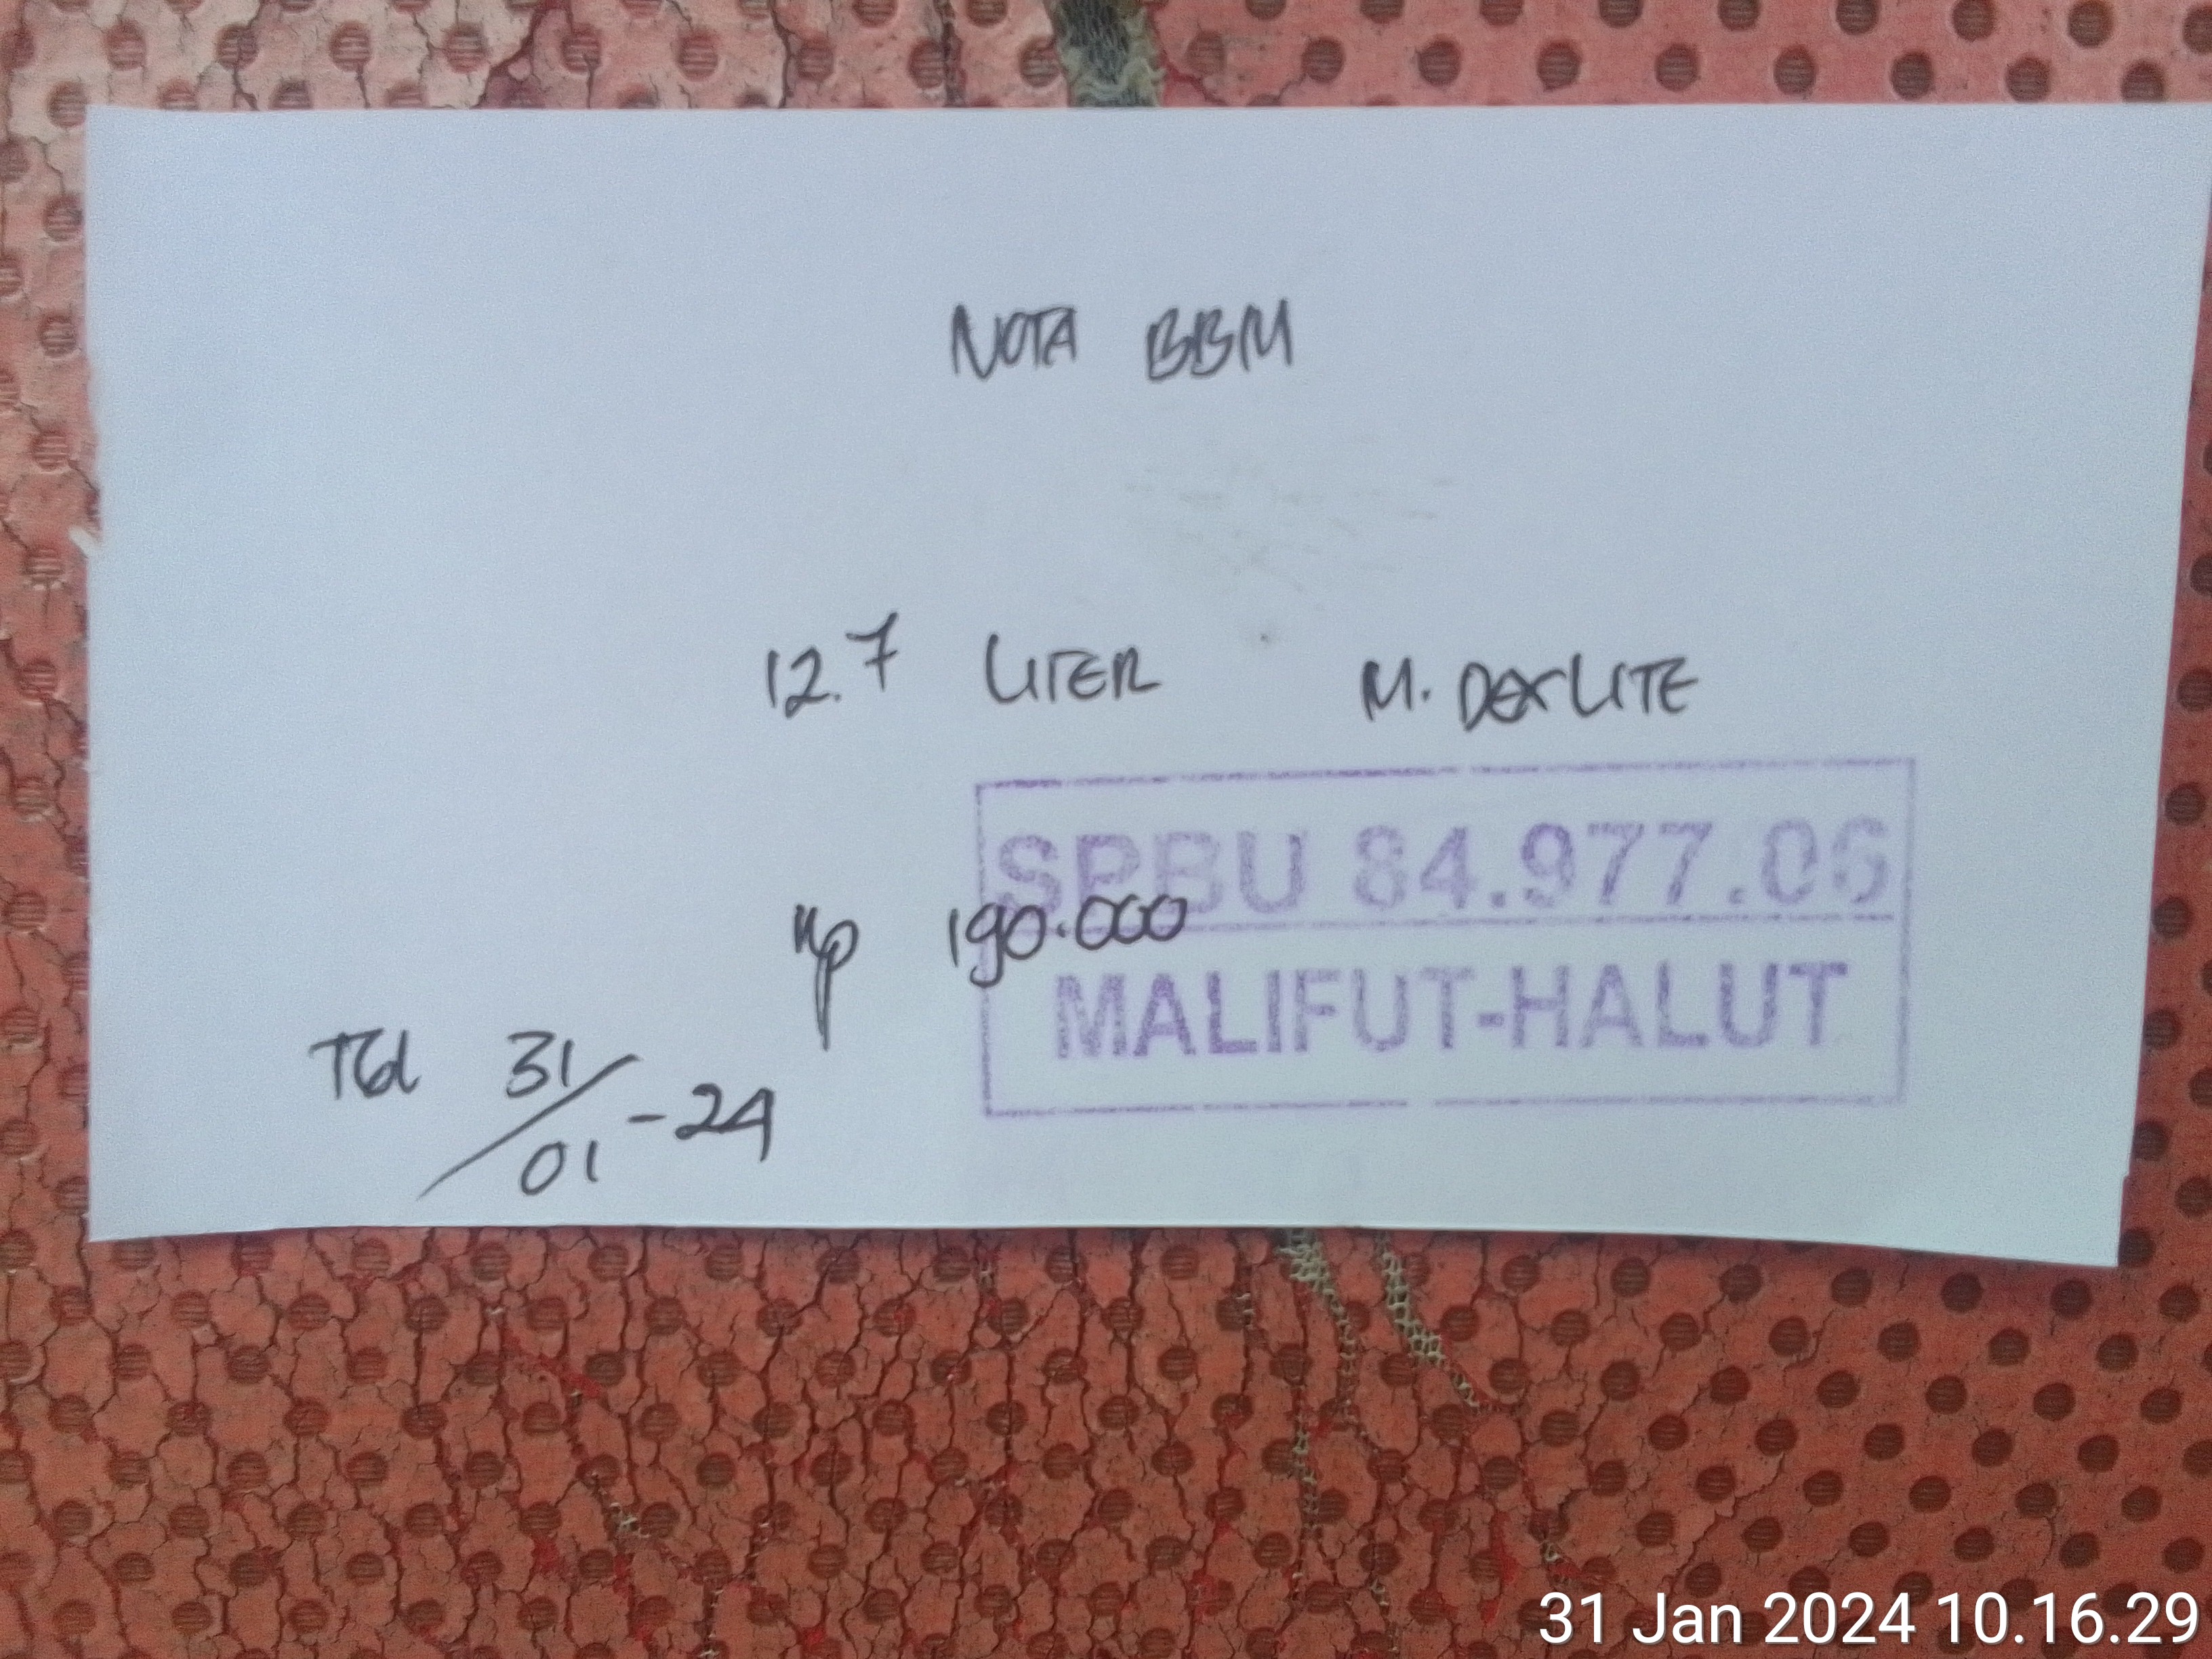 NOTA BBM
12.7 LITER M. DEXLITE
SPBU 84.977.06
Rp 190.000
MALIFUT-HALUT
TGL 31/01-24
31 Jan 2024 10.16.29